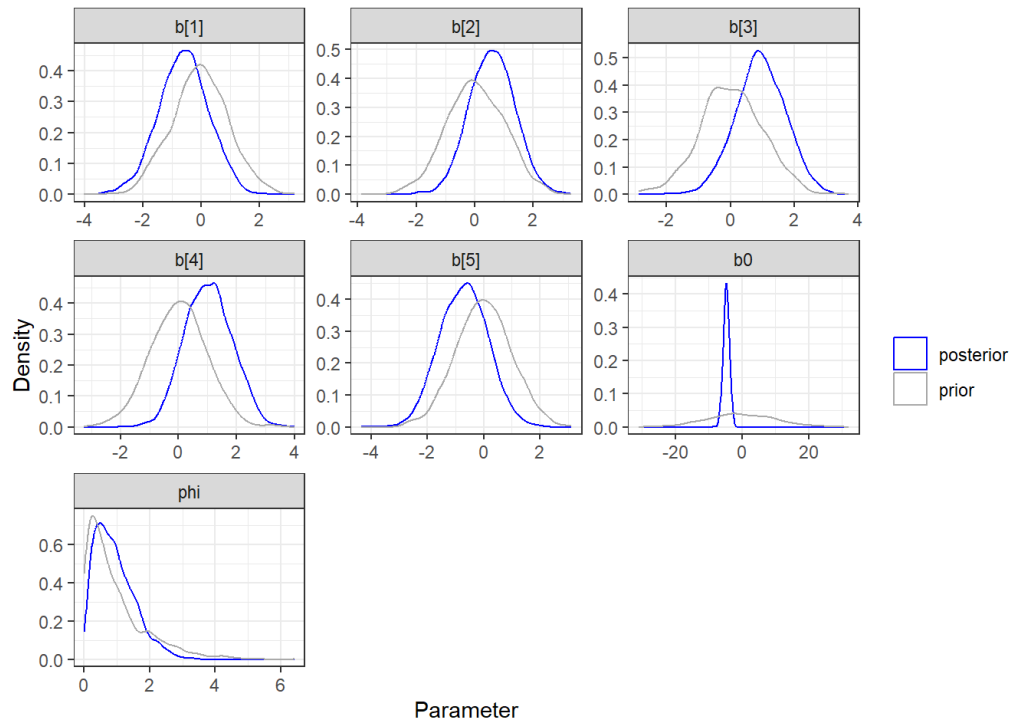 b[1] b[2] b[3]
0.4 0.3 0.2 0.1 0.0
-4 -2 0 2
0.5 0.4 0.3 0.2 0.1 0.0
-4 -2 0 2
0.5 0.4 0.3 0.2 0.1 0.0
-2 0 2 4
b[4] b[5] b0
0.4 0.3 0.2 0.1 0.0
-2 0 2 4
0.4 0.3 0.2 0.1 0.0
-4 -2 0 2
0.4 0.3 0.2 0.1 0.0
-20 0 20
Density
posterior
prior
phi
0.6 0.4 0.2 0.0
0 2 4 6
Parameter